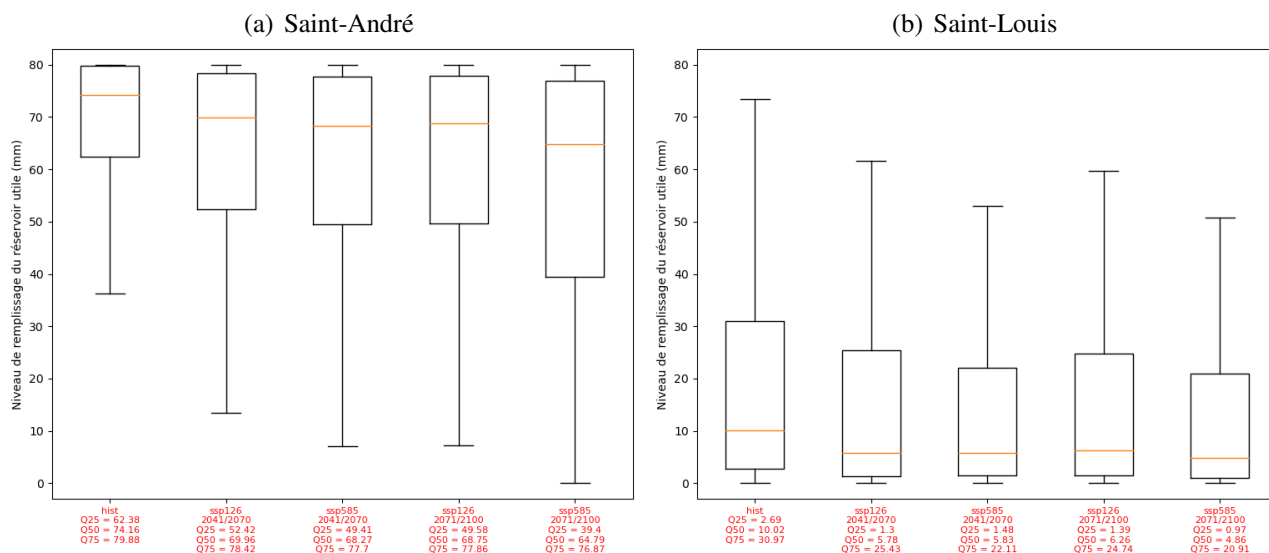 (a) Saint-André
Niveau de remplissage du réservoir utile (mm)
80
70
60
50
40
30
20
10
0
hist
Q25 = 62.38
Q50 = 74.16
Q75 = 79.88
ssp126
2041/2070
Q25 = 52.42
Q50 = 69.96
Q75 = 78.42
ssp585
2041/2070
Q25 = 49.41
Q50 = 68.27
Q75 = 77.7
ssp126
2071/2100
Q25 = 49.58
Q50 = 68.75
Q75 = 77.86
ssp585
2071/2100
Q25 = 39.4
Q50 = 64.79
Q75 = 76.87
(b) Saint-Louis
Niveau de remplissage du réservoir utile (mm)
80
70
60
50
40
30
20
10
0
hist
Q25 = 2.69
Q50 = 10.02
Q75 = 30.97
ssp126
2041/2070
Q25 = 1.3
Q50 = 5.78
Q75 = 25.43
ssp585
2041/2070
Q25 = 1.48
Q50 = 5.83
Q75 = 22.11
ssp126
2071/2100
Q25 = 1.39
Q50 = 6.26
Q75 = 24.74
ssp585
2071/2100
Q25 = 0.97
Q50 = 4.86
Q75 = 20.91